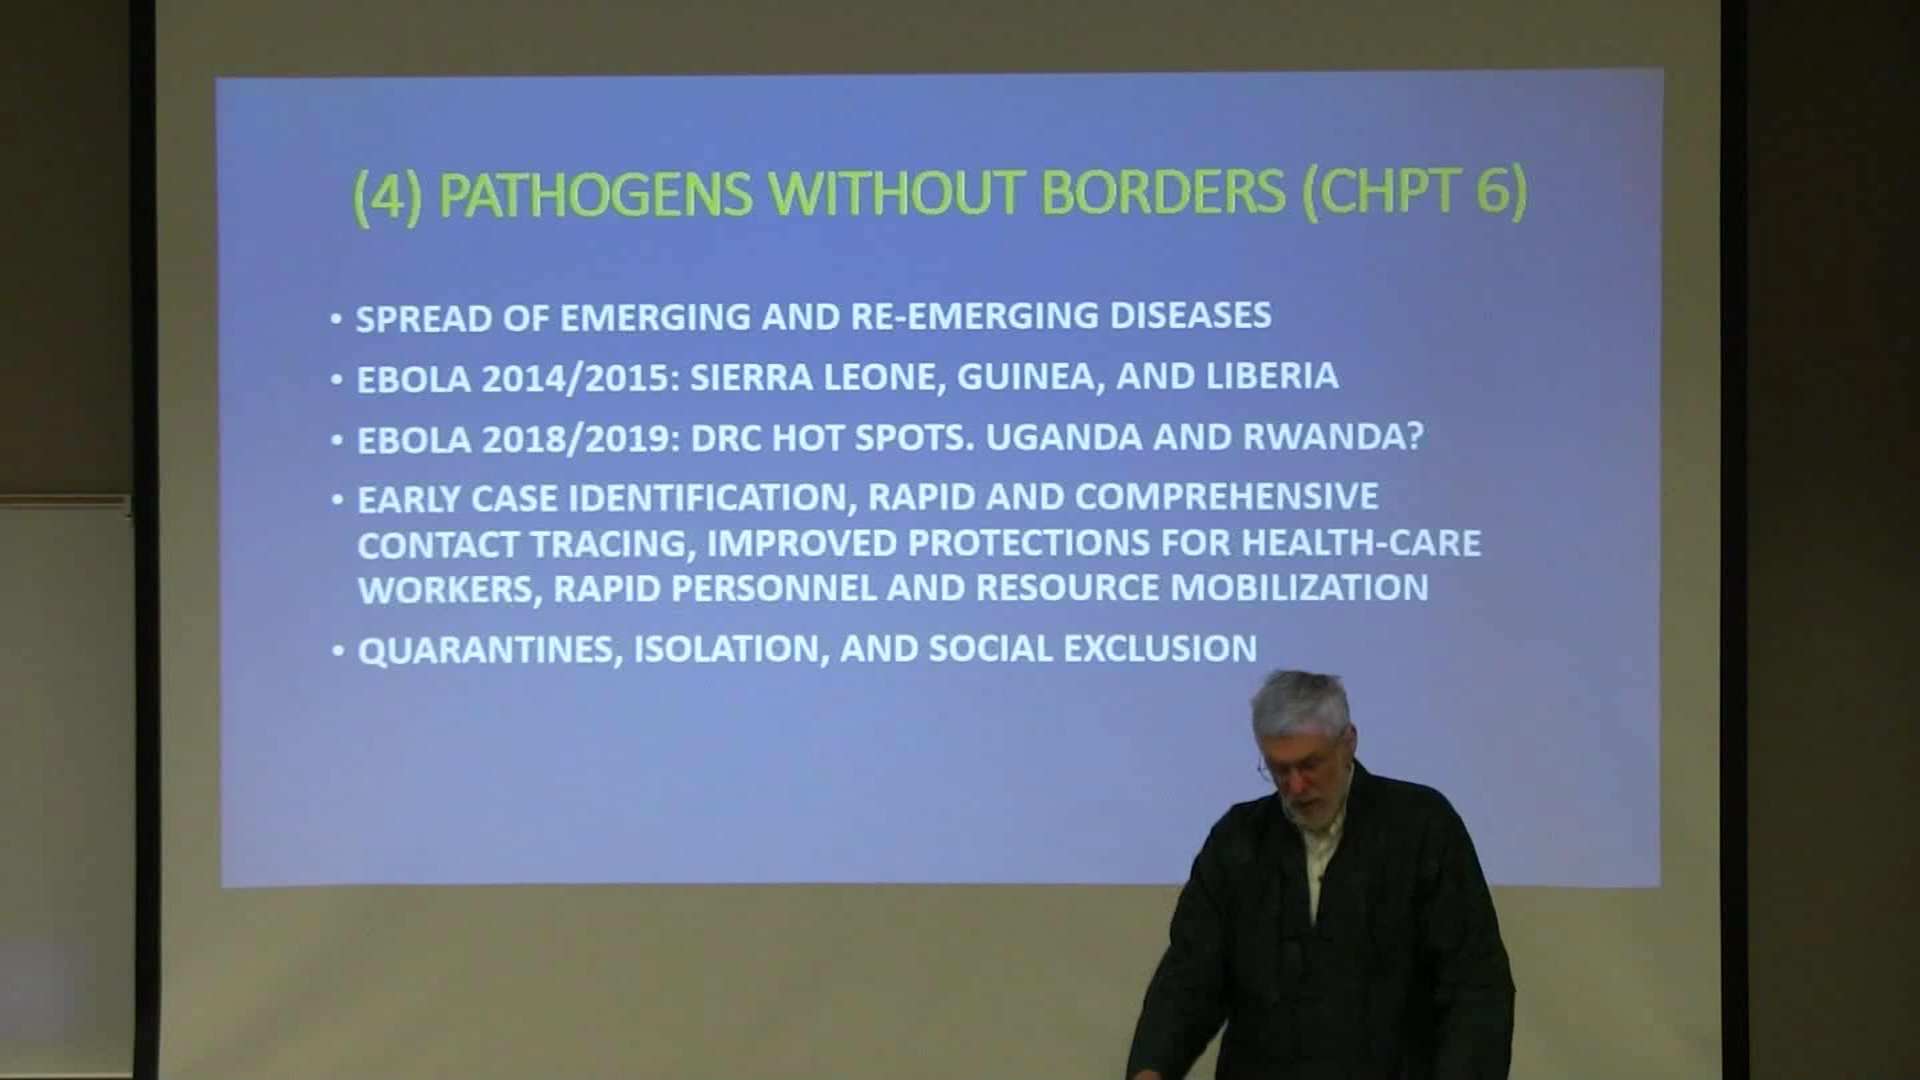 (4) PATHOGENS WITHOUT BORDERS (CHPT 6)
• SPREAD OF EMERGING AND RE-EMERGING DISEASES
• EBOLA 2014/2015: SIERRA LEONE, GUINEA, AND LIBERIA
• EBOLA 2018/2019: DRC HOT SPOTS. UGANDA AND RWANDA?
• EARLY CASE IDENTIFICATION, RAPID AND COMPREHENSIVE
CONTACT TRACING, IMPROVED PROTECTIONS FOR HEALTH-CARE
WORKERS, RAPID PERSONNEL AND RESOURCE MOBILIZATION
• QUARANTINES, ISOLATION, AND SOCIAL EXCLUSION